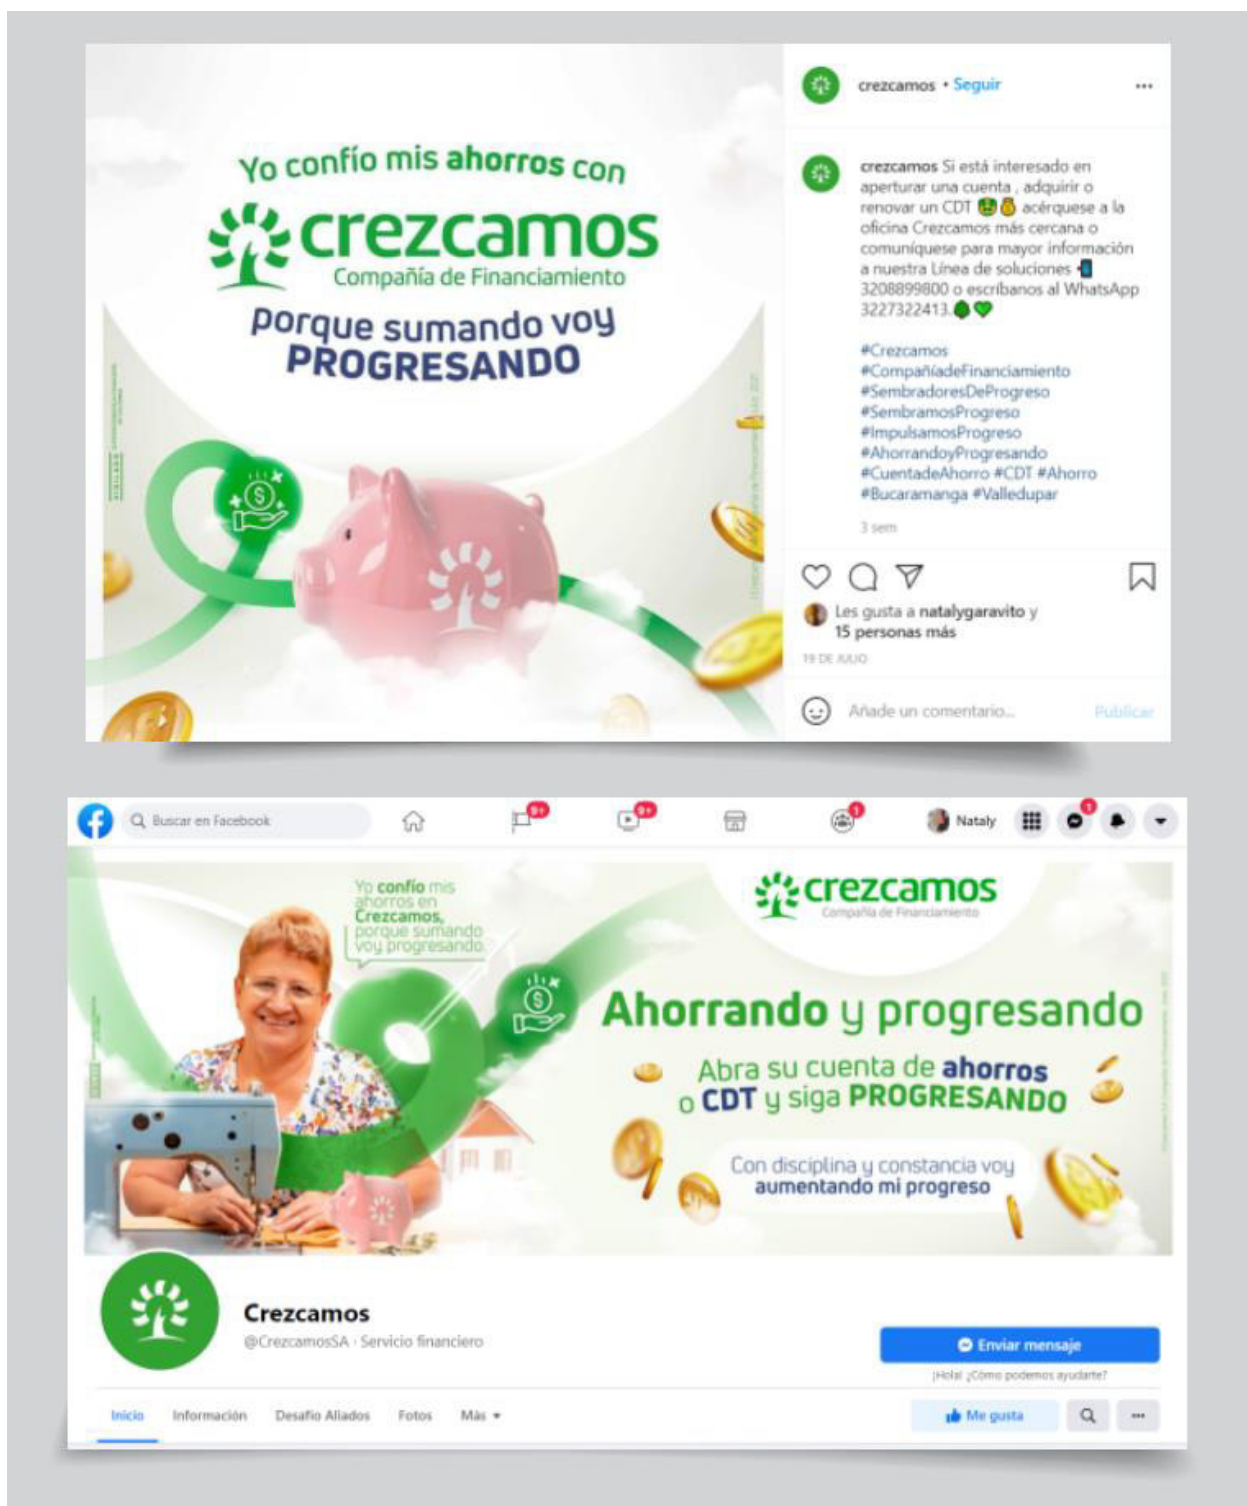 Yo confío mis ahorros con
crezcamos
Compañía de Financiamiento
porque sumando voy
PROGRESANDO
VIGILADO
crezcamos • Seguir
crezcamos Si está interesado en
aperturar una cuenta , adquirir o
renovar un CDT 🤑💰 acérquese a la
oficina Crezcamos más cercana o
comuníquese para mayor información
a nuestra Línea de soluciones 📲
3208899800 o escríbanos al WhatsApp
3227322413.🌲💚
#Crezcamos
#CompañíadeFinanciamiento
#SembradoresDeProgreso
#SembramosProgreso
#ImpulsamosProgreso
#AhorrandoyProgresando
#CuentadeAhorro #CDT #Ahorro
#Bucaramanga #Valledupar
3 sem
Les gusta a natalygaravito y
15 personas más
19 DE JULIO
Añade un comentario... Publicar
Buscar en Facebook 9+ 9+ 1 Nataly 1
Yo confío mis
ahorros en
Crezcamos,
porque sumando
voy progresando.
crezcamos
Compañía de Financiamiento
Ahorrando y progresando
Abra su cuenta de ahorros
o CDT y siga PROGRESANDO
Con disciplina y constancia voy
aumentando mi progreso
Crezcamos
@CrezcamosSA · Servicio financiero
Enviar mensaje
¡Hola! ¿Cómo podemos ayudarte?
Inicio Información Desafío Aliados Fotos Más Me gusta